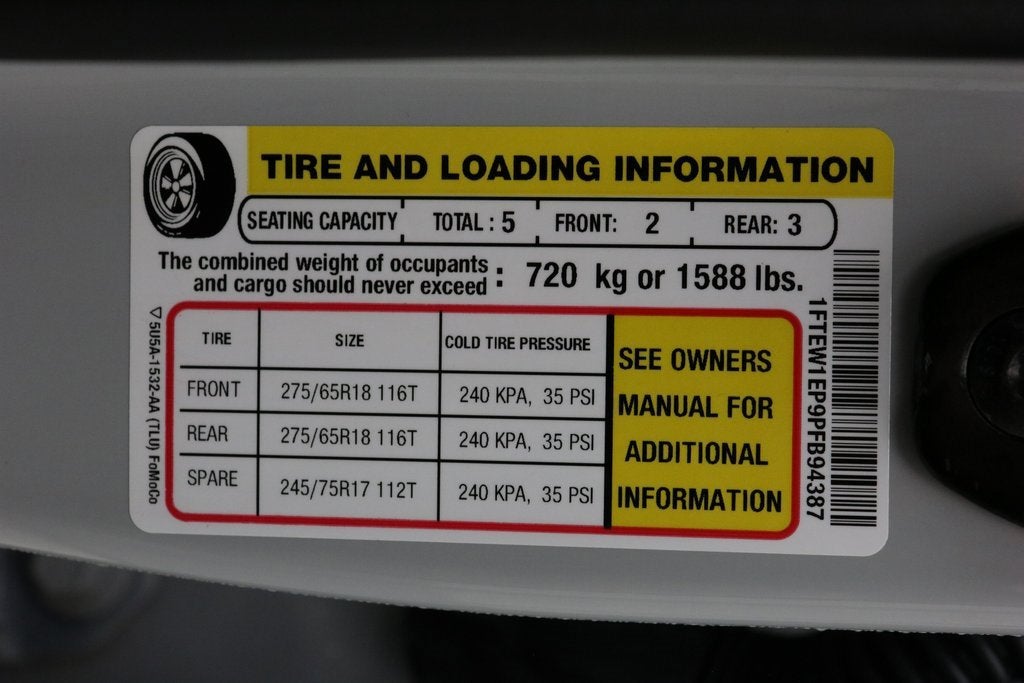 TIRE AND LOADING INFORMATION
SEATING CAPACITY TOTAL : 5 FRONT: 2 REAR: 3
The combined weight of occupants
and cargo should never exceed : 720 kg or 1588 lbs.
TIRE SIZE COLD TIRE PRESSURE
FRONT 275/65R18 116T 240 KPA, 35 PSI
REAR 275/65R18 116T 240 KPA, 35 PSI
SPARE 245/75R17 112T 240 KPA, 35 PSI
SEE OWNERS
MANUAL FOR
ADDITIONAL
INFORMATION
▽5U5A-1532-AA (TLU) FoMoCo
1FTEW1EP9PFB94387